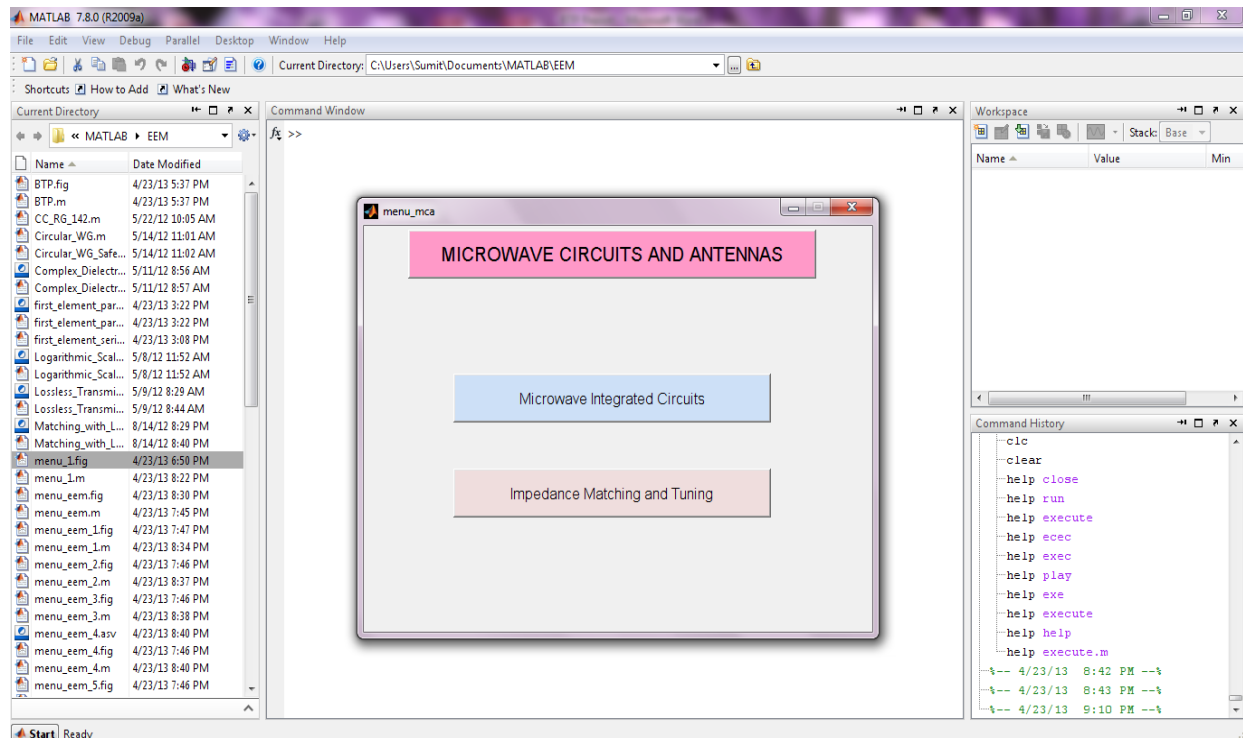 MATLAB 7.8.0 (R2009a)
File Edit View Debug Parallel Desktop Window Help
Current Directory: C:\Users\Sumit\Documents\MATLAB\EEM
Shortcuts How to Add What's New
Current Directory
« MATLAB ▸ EEM
Name Date Modified
BTP.fig 4/23/13 5:37 PM
BTP.m 4/23/13 5:37 PM
CC_RG_142.m 5/22/12 10:05 AM
Circular_WG.m 5/14/12 11:01 AM
Circular_WG_Safe... 5/14/12 11:02 AM
Complex_Dielectr... 5/11/12 8:56 AM
Complex_Dielectr... 5/11/12 8:57 AM
first_element_par... 4/23/13 3:22 PM
first_element_par... 4/23/13 3:22 PM
first_element_seri... 4/23/13 3:08 PM
Logarithmic_Scal... 5/8/12 11:52 AM
Logarithmic_Scal... 5/8/12 11:52 AM
Lossless_Transmi... 5/9/12 8:29 AM
Lossless_Transmi... 5/9/12 8:44 AM
Matching_with_L... 8/14/12 8:29 PM
Matching_with_L... 8/14/12 8:40 PM
menu_1.fig 4/23/13 6:50 PM
menu_1.m 4/23/13 8:22 PM
menu_eem.fig 4/23/13 8:30 PM
menu_eem.m 4/23/13 7:45 PM
menu_eem_1.fig 4/23/13 7:47 PM
menu_eem_1.m 4/23/13 8:34 PM
menu_eem_2.fig 4/23/13 7:46 PM
menu_eem_2.m 4/23/13 8:37 PM
menu_eem_3.fig 4/23/13 7:46 PM
menu_eem_3.m 4/23/13 8:38 PM
menu_eem_4.asv 4/23/13 8:40 PM
menu_eem_4.fig 4/23/13 7:46 PM
menu_eem_4.m 4/23/13 8:40 PM
menu_eem_5.fig 4/23/13 7:46 PM
Command Window
fx >>
menu_mca
MICROWAVE CIRCUITS AND ANTENNAS
Microwave Integrated Circuits
Impedance Matching and Tuning
Workspace
Stack: Base
Name Value Min
Command History
clc
clear
help close
help run
help execute
help ecec
help exec
help play
help exe
help execute
help help
help execute.m
%-- 4/23/13 8:42 PM --%
%-- 4/23/13 8:43 PM --%
%-- 4/23/13 9:10 PM --%
Start Ready